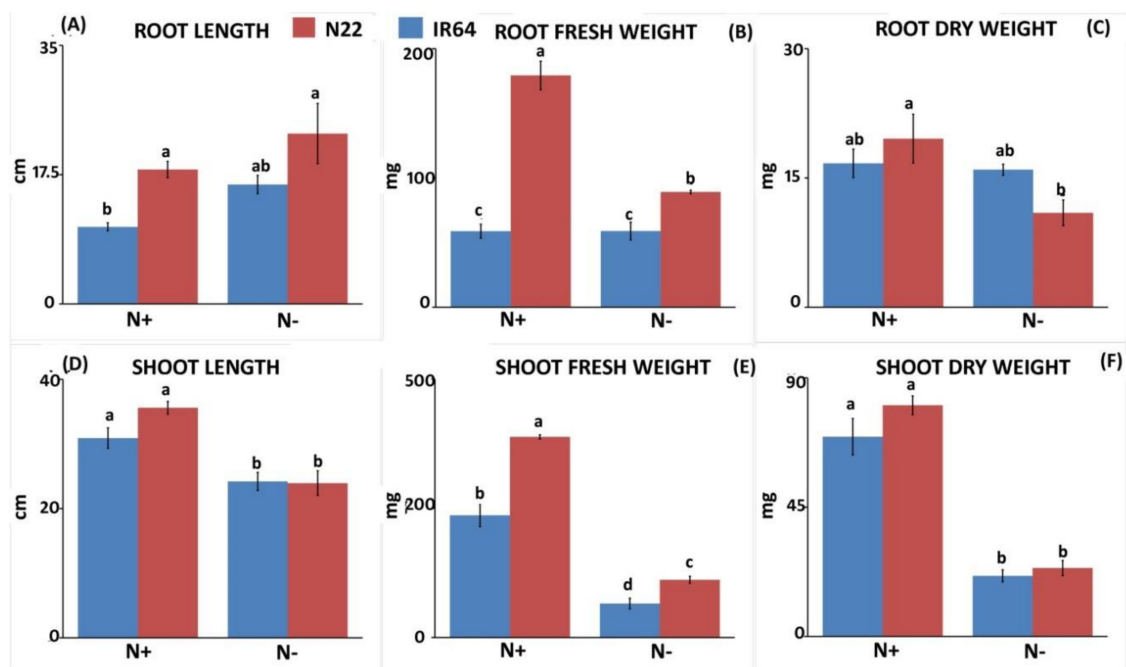 (A) ROOT LENGTH
N22 IR64
35
17.5
0
cm
b
a
ab
a
N+ N-
ROOT FRESH WEIGHT (B)
200
100
0
mg
c
a
c
b
N+ N-
ROOT DRY WEIGHT (C)
30
15
0
mg
ab
a
ab
b
N+ N-
(D) SHOOT LENGTH
40
20
0
cm
a
a
b
b
N+ N-
SHOOT FRESH WEIGHT (E)
500
200
0
mg
b
a
d
c
N+ N-
SHOOT DRY WEIGHT (F)
90
45
0
mg
a
a
b
b
N+ N-